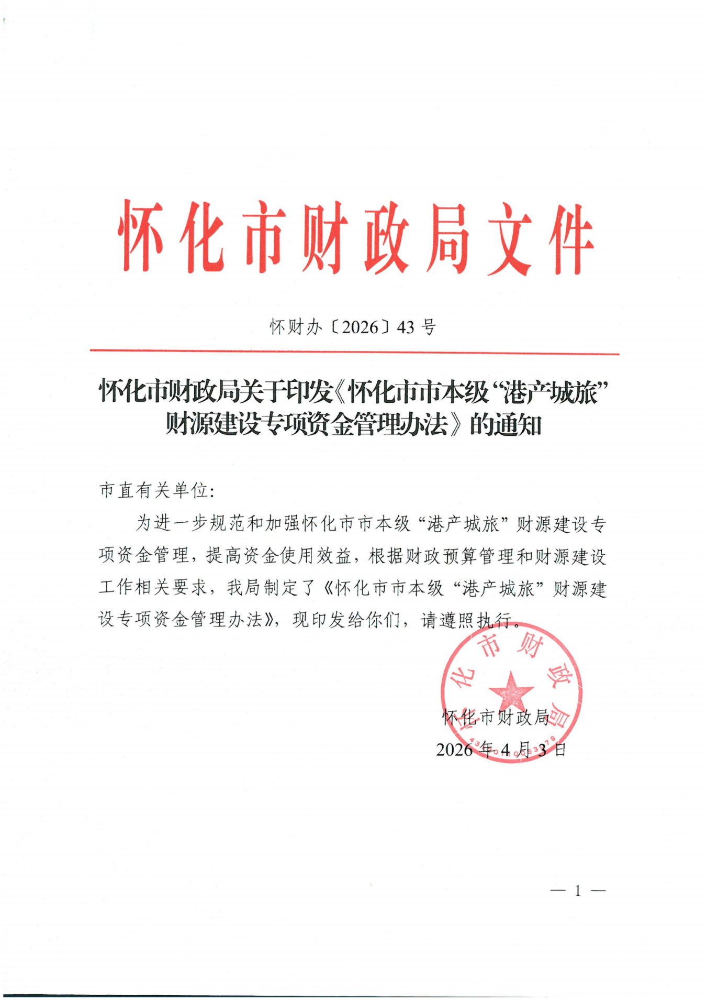 怀化市财政局文件
怀财办〔2026〕43号
怀化市财政局关于印发《怀化市市本级“港产城旅”
财源建设专项资金管理办法》的通知
市直有关单位:
为进一步规范和加强怀化市市本级“港产城旅”财源建设专
项资金管理，提高资金使用效益，根据财政预算管理和财源建设
工作相关要求，我局制定了《怀化市市本级“港产城旅”财源建
设专项资金管理办法》，现印发给你们，请遵照执行。
怀化市财政局
怀化市财政局
2026年4月3日
— 1 —